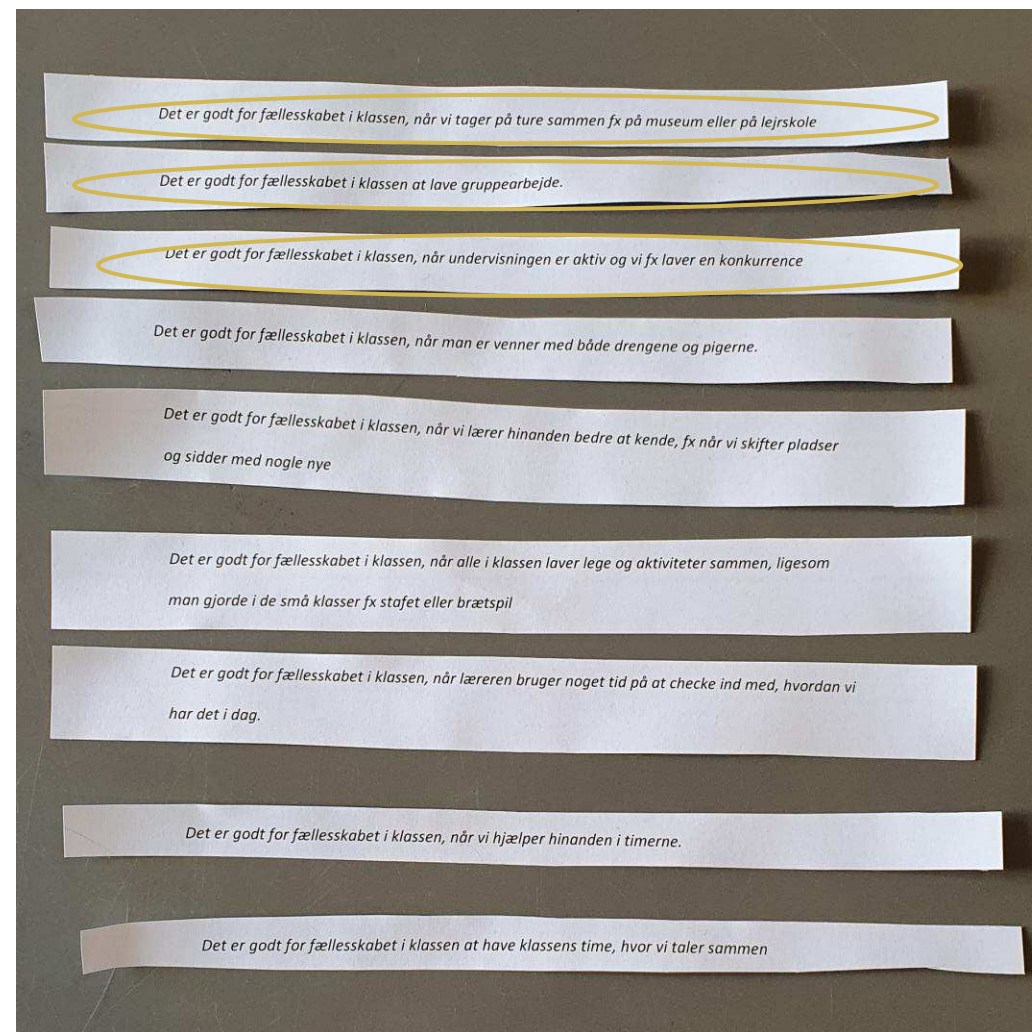 Det er godt for fællesskabet i klassen, når vi tager på ture sammen fx på museum eller på lejrskole
Det er godt for fællesskabet i klassen at lave gruppearbejde.
Det er godt for fællesskabet i klassen, når undervisningen er aktiv og vi fx laver en konkurrence
Det er godt for fællesskabet i klassen, når man er venner med både drengene og pigerne.
Det er godt for fællesskabet i klassen, når vi lærer hinanden bedre at kende, fx når vi skifter pladser
og sidder med nogle nye
Det er godt for fællesskabet i klassen, når alle i klassen laver lege og aktiviteter sammen, ligesom
man gjorde i de små klasser fx stafet eller brætspil
Det er godt for fællesskabet i klassen, når læreren bruger noget tid på at checke ind med, hvordan vi
har det i dag.
Det er godt for fællesskabet i klassen, når vi hjælper hinanden i timerne.
Det er godt for fællesskabet i klassen at have klassens time, hvor vi taler sammen